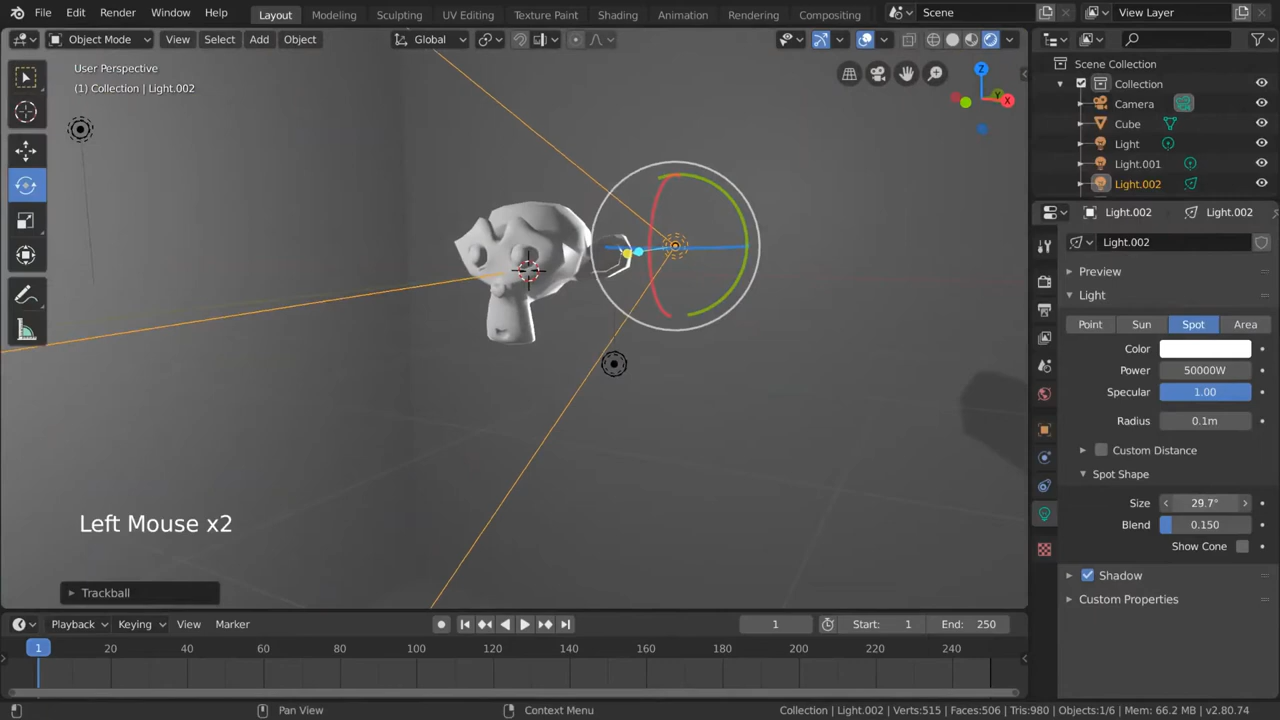 File Edit Render Window Help Layout Modeling Sculpting UV Editing Texture Paint Shading Animation Rendering Compositing Scene View Layer
Object Mode View Select Add Object Global
User Perspective
(1) Collection | Light.002
Scene Collection
Collection
Camera
Cube
Light
Light.001
Light.002
Light.002 Light.002
Light.002
Preview
Light
Point Sun Spot Area
Color
Power 50000W
Specular 1.00
Radius 0.1m
Custom Distance
Spot Shape
Size 29.7°
Blend 0.150
Show Cone
Shadow
Custom Properties
Z
Y
X
Left Mouse x2
Trackball
Playback Keying View Marker 1 Start: 1 End: 250
1 20 40 60 80 100 120 140 160 180 200 220 240
Pan View Context Menu Collection | Light.002 | Verts:515 | Faces:506 | Tris:980 | Objects:1/6 | Mem: 66.2 MB | v2.80.74